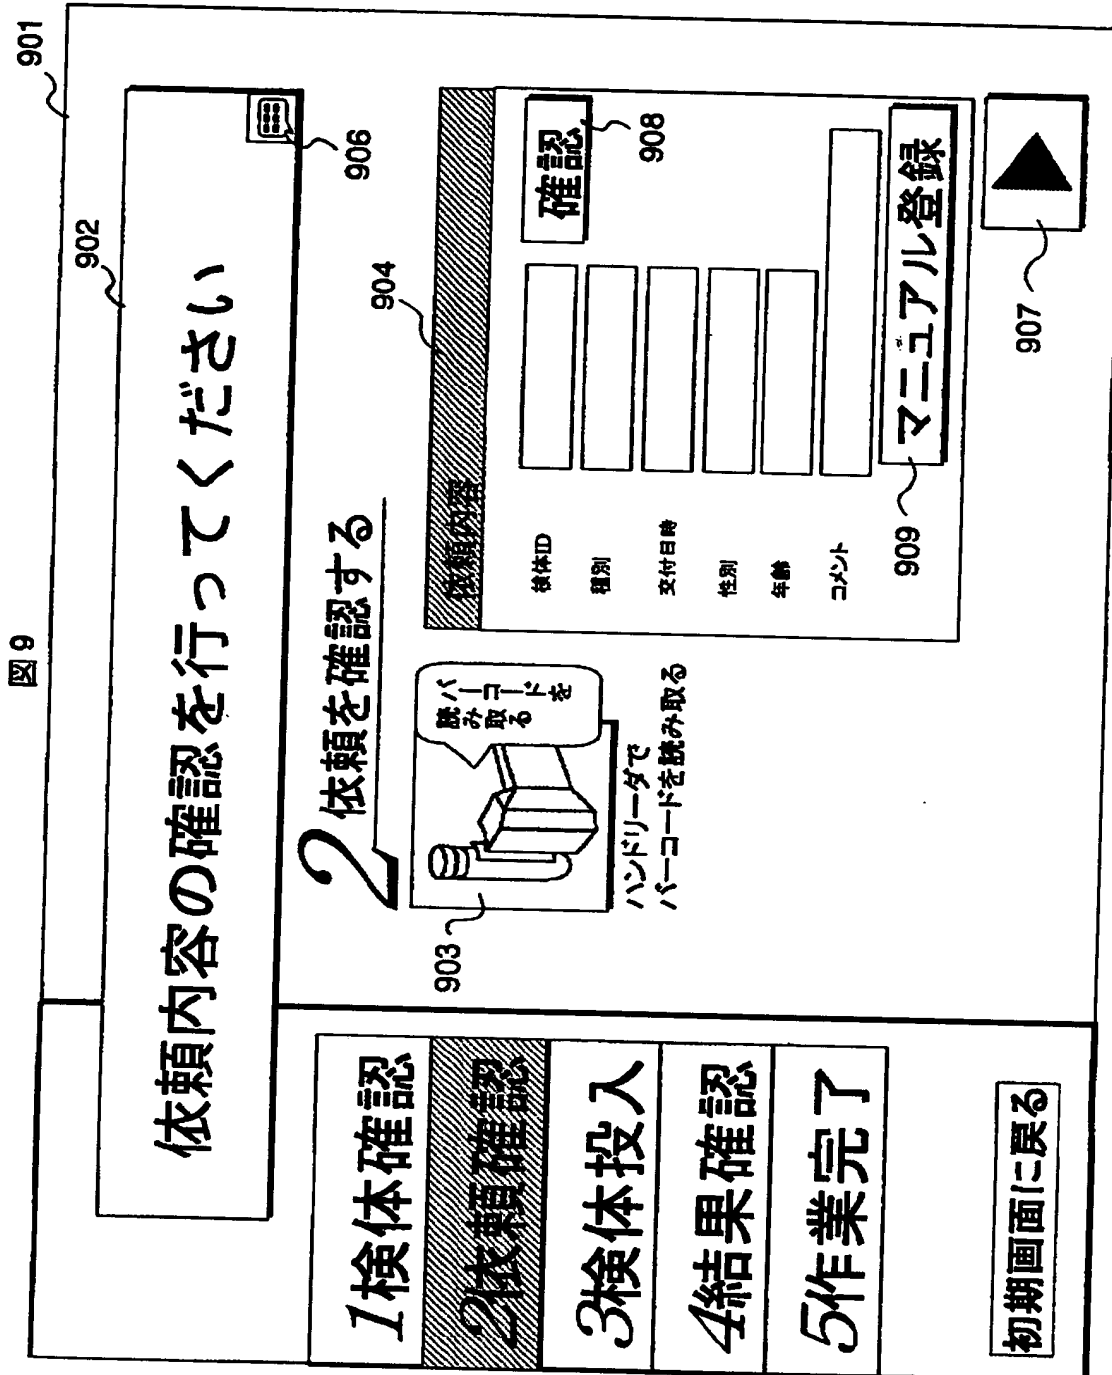 図9
901
902
依頼内容の確認を行ってください
906
1検体確認
2依頼確認
3検体投入
4結果確認
5作業完了
初期画面に戻る
2 依頼を確認する
903
バーコードを
読み取る
ハンドリーダで
バーコードを読み取る
904
依頼内容
検体ID
確認
908
種別
交付日時
性別
年齢
コメント
909
マニュアル登録
907